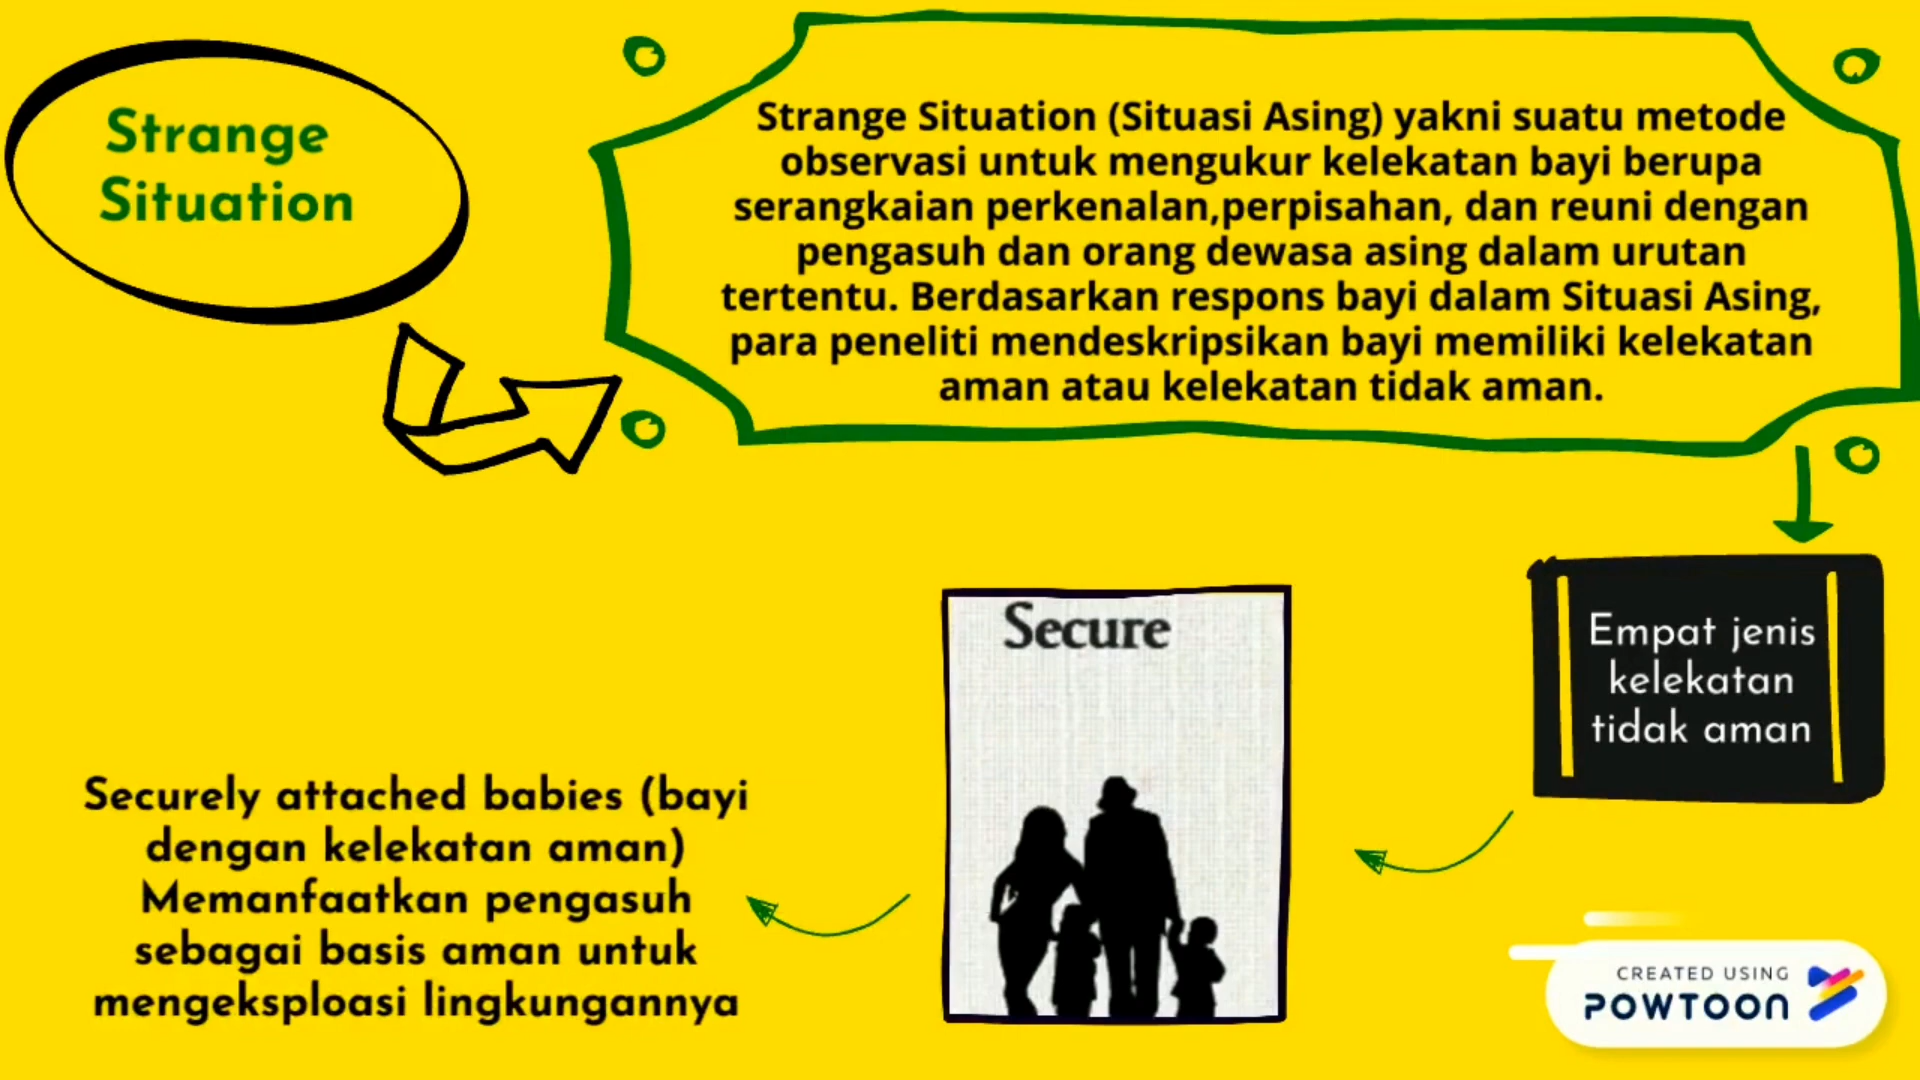 Strange
Situation
Strange Situation (Situasi Asing) yakni suatu metode
observasi untuk mengukur kelekatan bayi berupa
serangkaian perkenalan,perpisahan, dan reuni dengan
pengasuh dan orang dewasa asing dalam urutan
tertentu. Berdasarkan respons bayi dalam Situasi Asing,
para peneliti mendeskripsikan bayi memiliki kelekatan
aman atau kelekatan tidak aman.
Empat jenis
kelekatan
tidak aman
Secure
Securely attached babies (bayi
dengan kelekatan aman)
Memanfaatkan pengasuh
sebagai basis aman untuk
mengeksploasi lingkungannya
CREATED USING
POWTOON